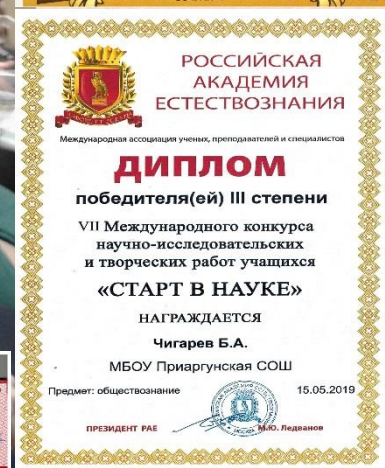 РОССИЙСКАЯ
АКАДЕМИЯ
ЕСТЕСТВОЗНАНИЯ
Международная ассоциация ученых, преподавателей и специалистов
ДИПЛОМ
победителя(ей) III степени
VII Международного конкурса
научно-исследовательских
и творческих работ учащихся
«СТАРТ В НАУКЕ»
НАГРАЖДАЕТСЯ
Чигарев Б.А.
МБОУ Приаргунская СОШ
Предмет: обществознание 15.05.2019
ПРЕЗИДЕНТ РАЕ М.Ю. Ледванов